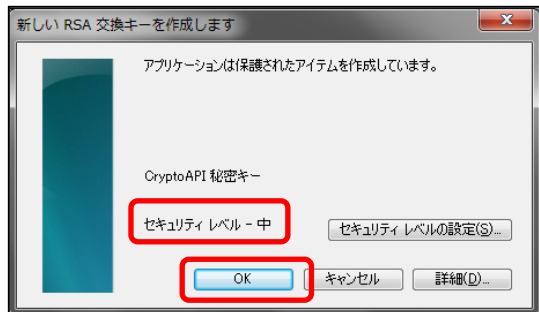 新しい RSA 交換キーを作成します
アプリケーションは保護されたアイテムを作成しています。
CryptoAPI 秘密キー
セキュリティ レベル - 中
セキュリティ レベルの設定(S)...
OK
キャンセル
詳細(D)...